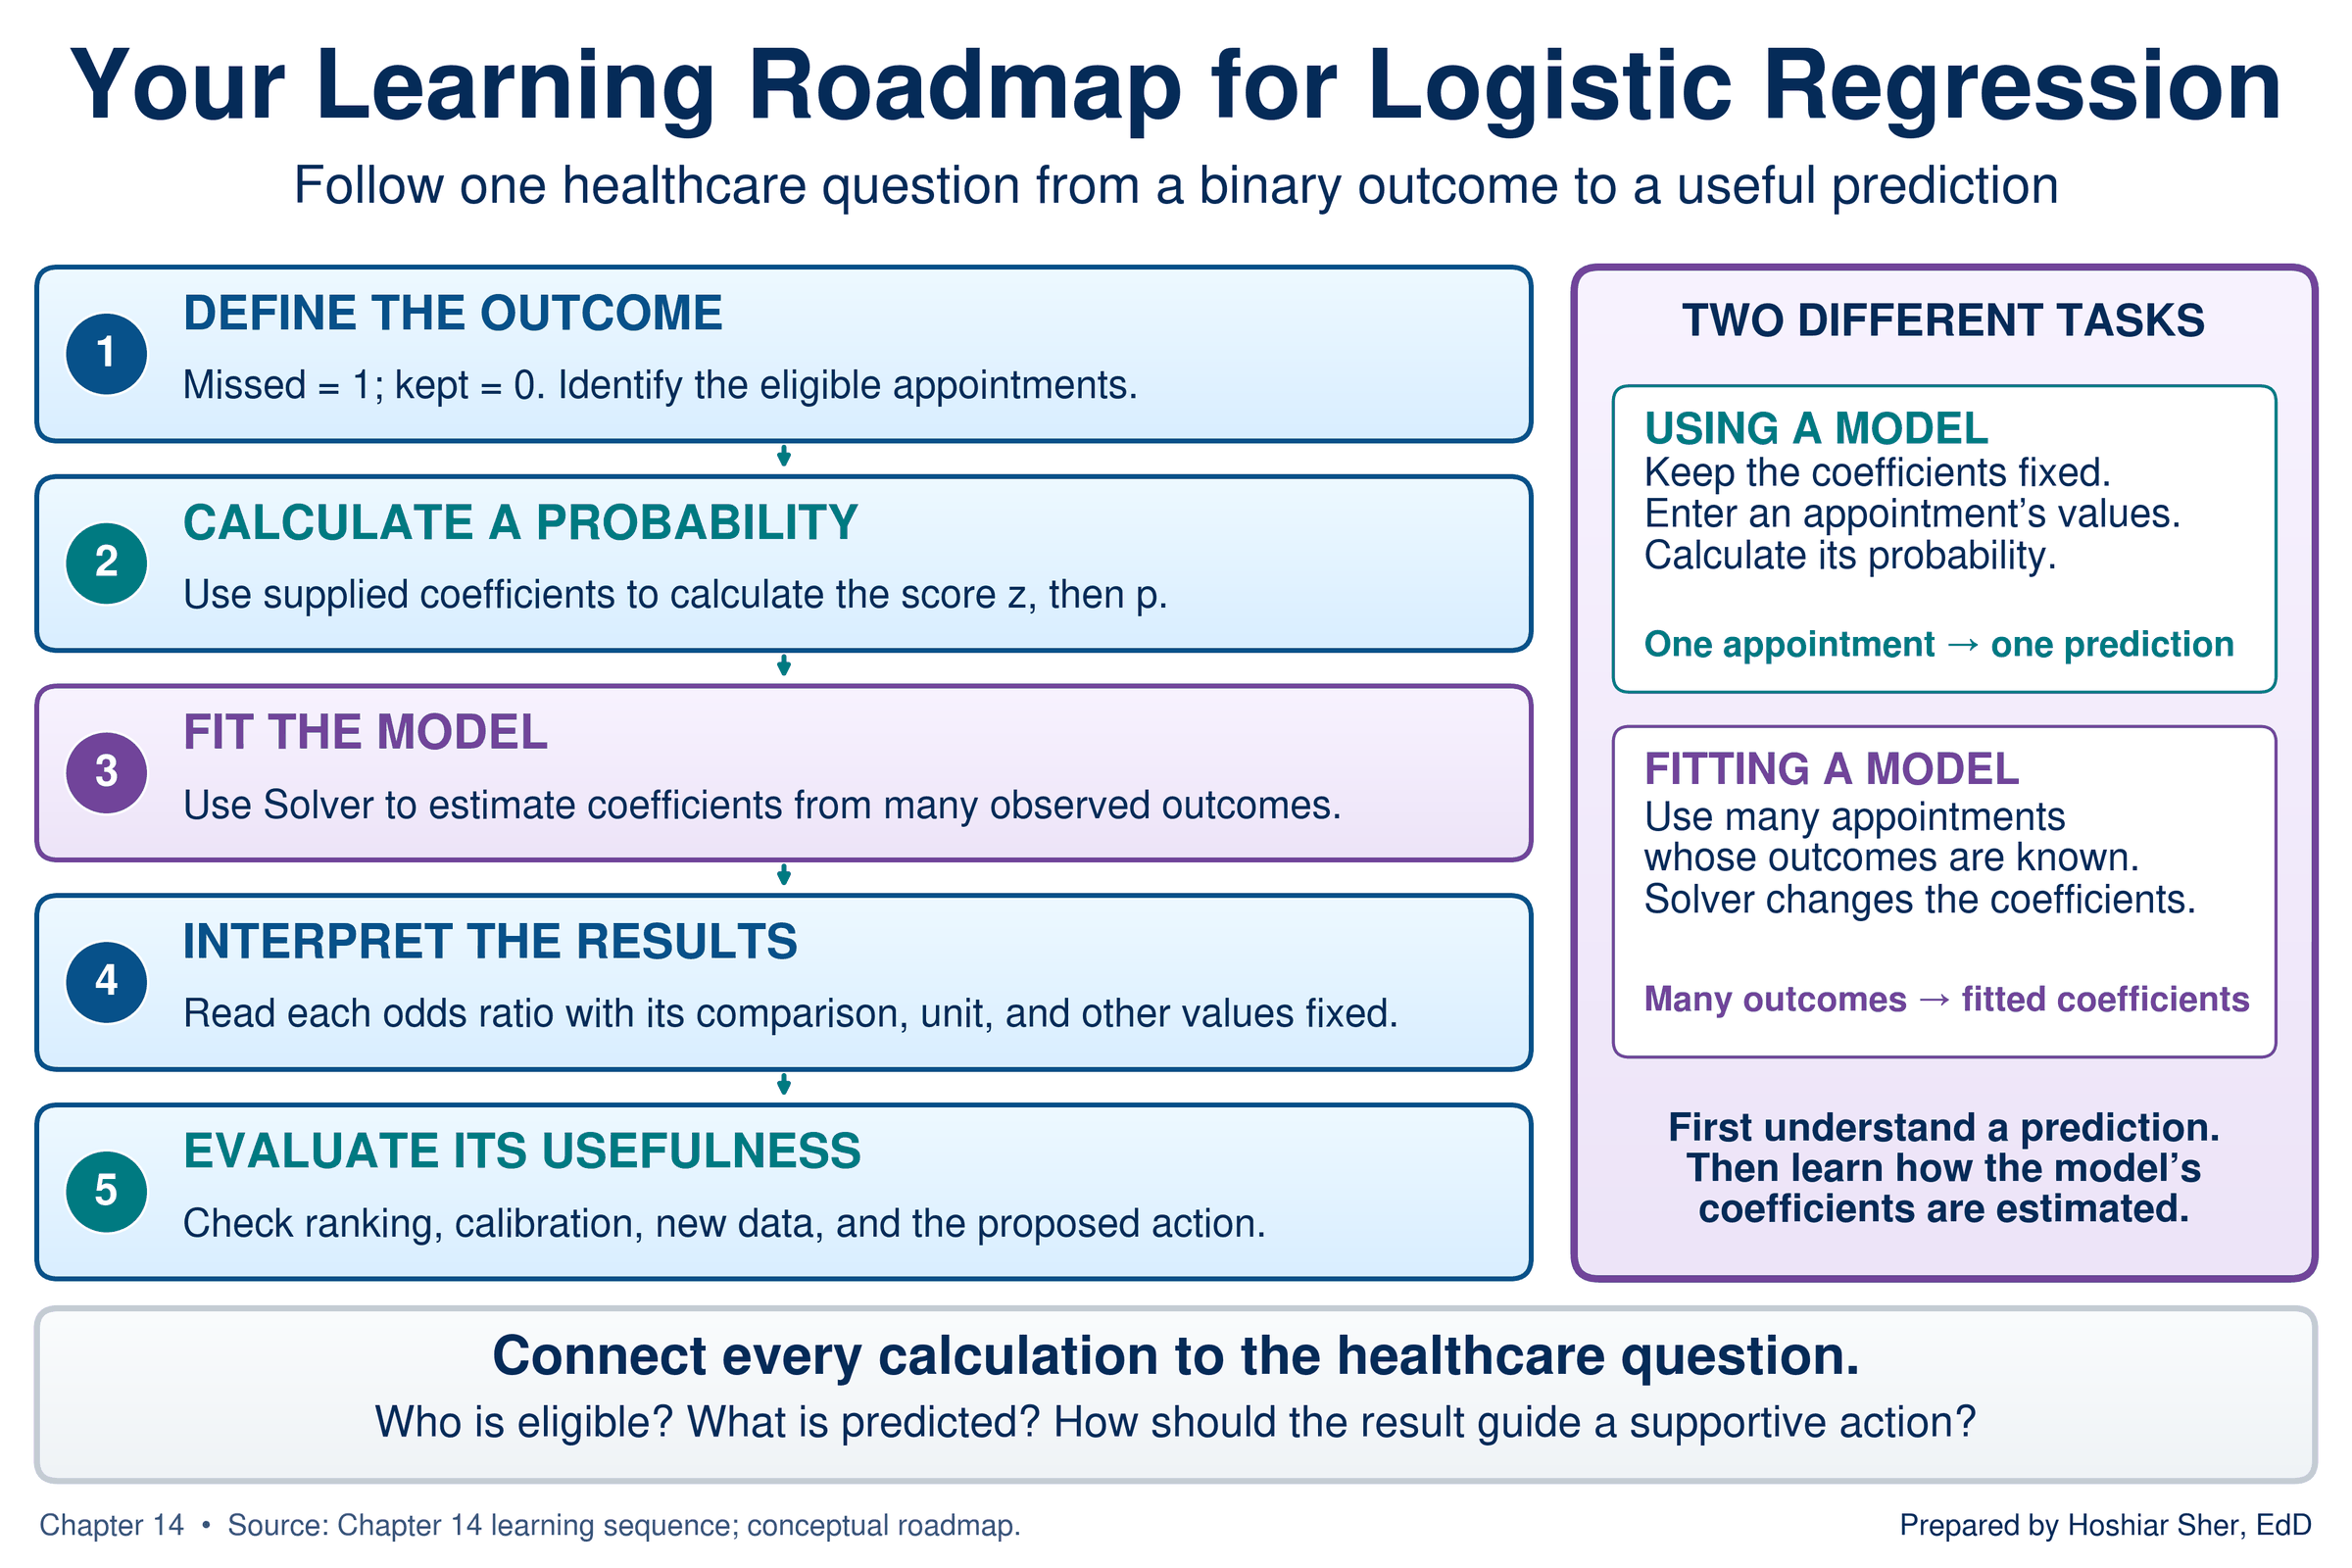 Your Learning Roadmap for Logistic Regression
Follow one healthcare question from a binary outcome to a useful prediction
1
DEFINE THE OUTCOME
Missed = 1; kept = 0. Identify the eligible appointments.
2
CALCULATE A PROBABILITY
Use supplied coefficients to calculate the score z, then p.
3
FIT THE MODEL
Use Solver to estimate coefficients from many observed outcomes.
4
INTERPRET THE RESULTS
Read each odds ratio with its comparison, unit, and other values fixed.
5
EVALUATE ITS USEFULNESS
Check ranking, calibration, new data, and the proposed action.
TWO DIFFERENT TASKS
USING A MODEL
Keep the coefficients fixed.
Enter an appointment’s values.
Calculate its probability.
One appointment → one prediction
FITTING A MODEL
Use many appointments
whose outcomes are known.
Solver changes the coefficients.
Many outcomes → fitted coefficients
First understand a prediction.
Then learn how the model’s
coefficients are estimated.
Connect every calculation to the healthcare question.
Who is eligible? What is predicted? How should the result guide a supportive action?
Chapter 14 • Source: Chapter 14 learning sequence; conceptual roadmap.
Prepared by Hoshiar Sher, EdD